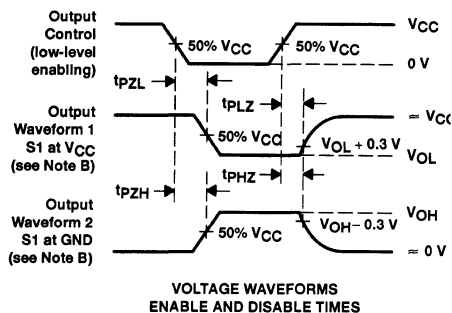 Output
Control
(low-level
enabling)
50% VCC
50% VCC
VCC
0 V
tPZL
tPLZ
Output
Waveform 1
S1 at VCC
(see Note B)
50% VCC
VOL + 0.3 V
≈ VCC
VOL
tPZH
tPHZ
Output
Waveform 2
S1 at GND
(see Note B)
50% VCC
VOH − 0.3 V
VOH
≈ 0 V
VOLTAGE WAVEFORMS
ENABLE AND DISABLE TIMES